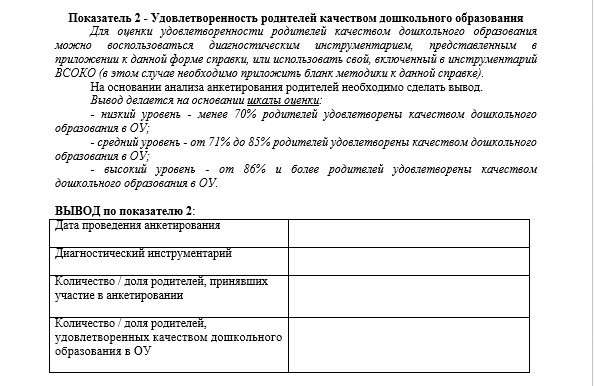 Показатель 2 - Удовлетворенность родителей качеством дошкольного образования
Для оценки удовлетворенности родителей качеством дошкольного образования
можно воспользоваться диагностическим инструментарием, представленным в
приложении к данной форме справки, или использовать свой, включенный в инструментарий
ВСОКО (в этом случае необходимо приложить бланк методики к данной справке).
На основании анализа анкетирования родителей необходимо сделать вывод.
Вывод делается на основании шкалы оценки:
- низкий уровень - менее 70% родителей удовлетворены качеством дошкольного
образования в ОУ;
- средний уровень - от 71% до 85% родителей удовлетворены качеством дошкольного
образования в ОУ;
- высокий уровень - от 86% и более родителей удовлетворены качеством
дошкольного образования в ОУ.
ВЫВОД по показателю 2:
Дата проведения анкетирования
Диагностический инструментарий
Количество / доля родителей, принявших
участие в анкетировании
Количество / доля родителей,
удовлетворенных качеством дошкольного
образования в ОУ